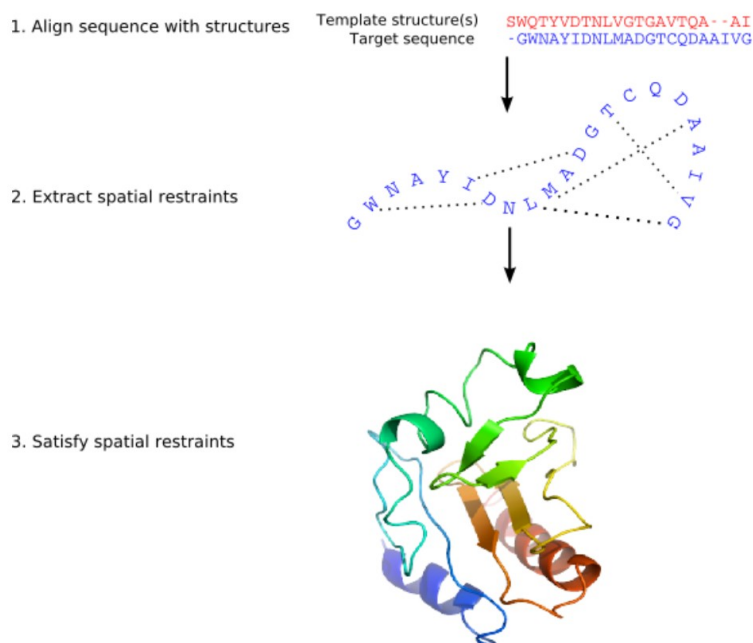 1. Align sequence with structures
Template structure(s) SWQTYVDTNLVGTGAVTQA--AI
Target sequence -GWNAYIDNLMADGTCQDAAIVG
2. Extract spatial restraints
GWNAYIDNLMADGTCQDAAIVG
3. Satisfy spatial restraints